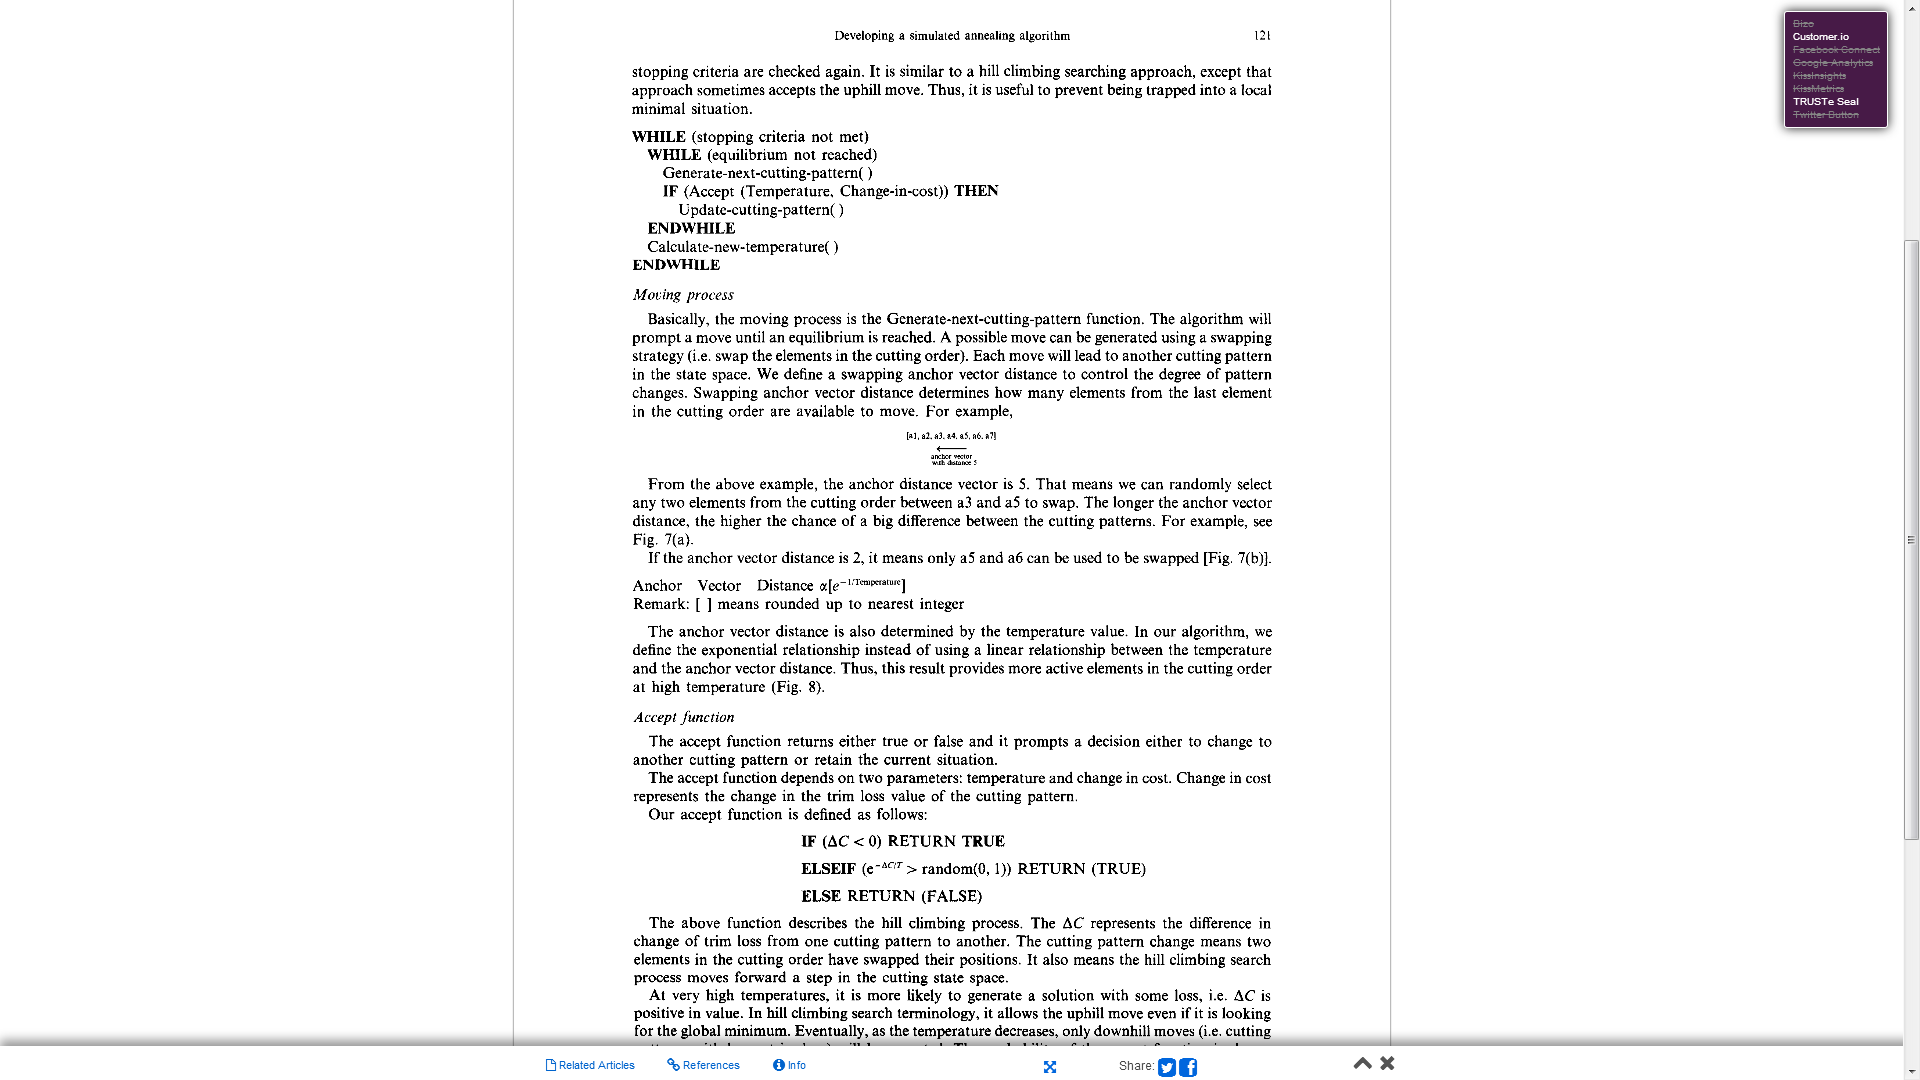 Developing a simulated annealing algorithm 121
stopping criteria are checked again. It is similar to a hill climbing searching approach, except that
approach sometimes accepts the uphill move. Thus, it is useful to prevent being trapped into a local
minimal situation.
WHILE (stopping criteria not met)
WHILE (equilibrium not reached)
Generate-next-cutting-pattern( )
IF (Accept (Temperature, Change-in-cost)) THEN
Update-cutting-pattern( )
ENDWHILE
Calculate-new-temperature( )
ENDWHILE
Moving process
Basically, the moving process is the Generate-next-cutting-pattern function. The algorithm will
prompt a move until an equilibrium is reached. A possible move can be generated using a swapping
strategy (i.e. swap the elements in the cutting order). Each move will lead to another cutting pattern
in the state space. We define a swapping anchor vector distance to control the degree of pattern
changes. Swapping anchor vector distance determines how many elements from the last element
in the cutting order are available to move. For example,
[a1, a2, a3, a4, a5, a6, a7]
anchor vector
with distance 5
From the above example, the anchor distance vector is 5. That means we can randomly select
any two elements from the cutting order between a3 and a5 to swap. The longer the anchor vector
distance, the higher the chance of a big difference between the cutting patterns. For example, see
Fig. 7(a).
If the anchor vector distance is 2, it means only a5 and a6 can be used to be swapped [Fig. 7(b)].
Anchor Vector Distance α[e^−1/Temperature]
Remark: [ ] means rounded up to nearest integer
The anchor vector distance is also determined by the temperature value. In our algorithm, we
define the exponential relationship instead of using a linear relationship between the temperature
and the anchor vector distance. Thus, this result provides more active elements in the cutting order
at high temperature (Fig. 8).
Accept function
The accept function returns either true or false and it prompts a decision either to change to
another cutting pattern or retain the current situation.
The accept function depends on two parameters: temperature and change in cost. Change in cost
represents the change in the trim loss value of the cutting pattern.
Our accept function is defined as follows:
IF (ΔC < 0) RETURN TRUE
ELSEIF (e^−ΔC/T > random(0, 1)) RETURN (TRUE)
ELSE RETURN (FALSE)
The above function describes the hill climbing process. The ΔC represents the difference in
change of trim loss from one cutting pattern to another. The cutting pattern change means two
elements in the cutting order have swapped their positions. It also means the hill climbing search
process moves forward a step in the cutting state space.
At very high temperatures, it is more likely to generate a solution with some loss, i.e. ΔC is
positive in value. In hill climbing search terminology, it allows the uphill move even if it is looking
for the global minimum. Eventually, as the temperature decreases, only downhill moves (i.e. cutting
Bizo
Customer.io
Facebook Connect
Google Analytics
KissInsights
KissMetrics
TRUSTe Seal
Twitter Button
Related Articles References Info Share: